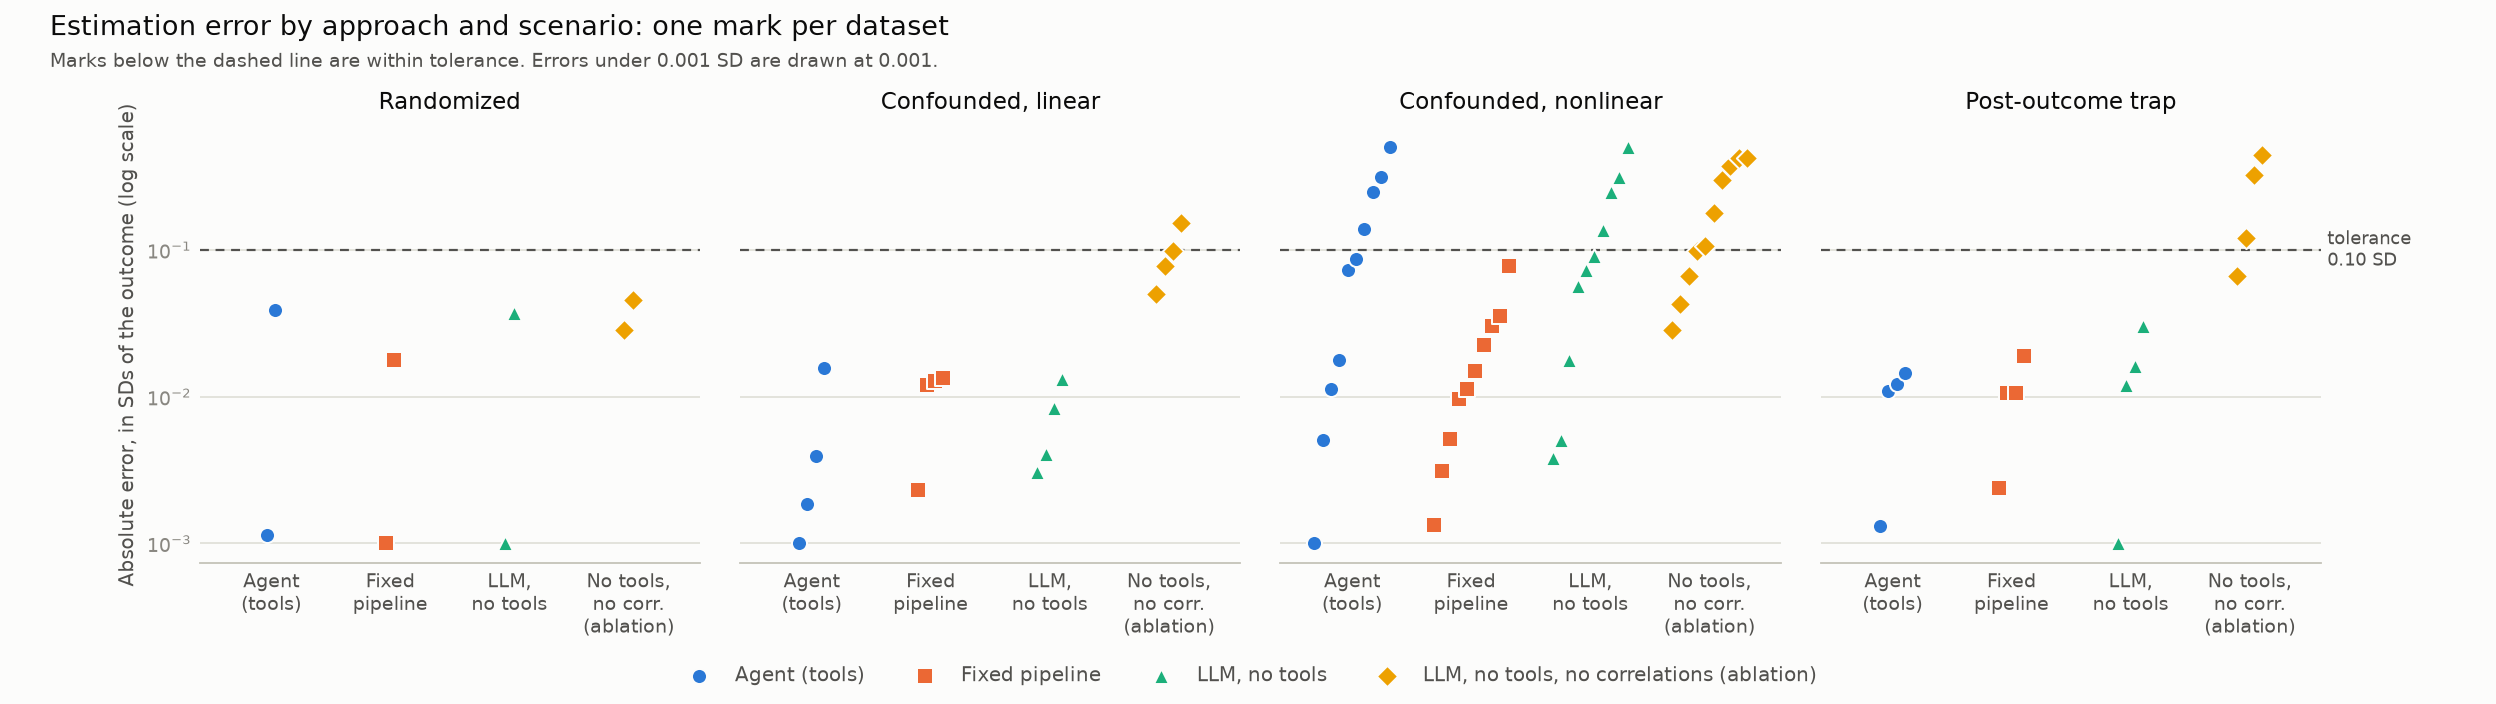 Estimation error by approach and scenario: one mark per dataset
Marks below the dashed line are within tolerance. Errors under 0.001 SD are drawn at 0.001.
Absolute error, in SDs of the outcome (log scale)
Randomized
Confounded, linear
Confounded, nonlinear
Post-outcome trap
10⁻¹
10⁻²
10⁻³
tolerance
0.10 SD
Agent
(tools)
Fixed
pipeline
LLM,
no tools
No tools,
no corr.
(ablation)
Agent
(tools)
Fixed
pipeline
LLM,
no tools
No tools,
no corr.
(ablation)
Agent
(tools)
Fixed
pipeline
LLM,
no tools
No tools,
no corr.
(ablation)
Agent
(tools)
Fixed
pipeline
LLM,
no tools
No tools,
no corr.
(ablation)
Agent (tools)
Fixed pipeline
LLM, no tools
LLM, no tools, no correlations (ablation)